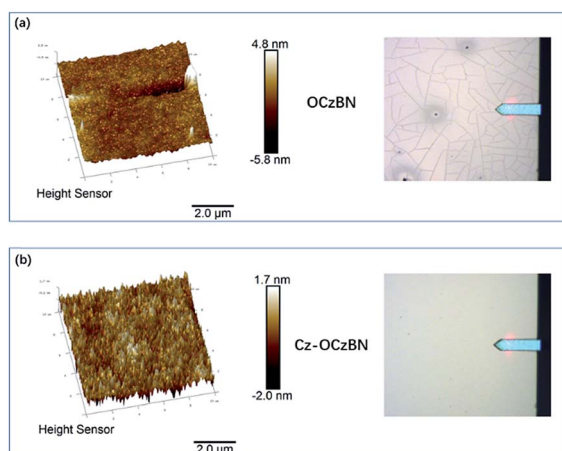 (a)
4.8 nm
OCzBN
-5.8 nm
Height Sensor
2.0 μm
(b)
1.7 nm
Cz-OCzBN
-2.0 nm
Height Sensor
2.0 μm